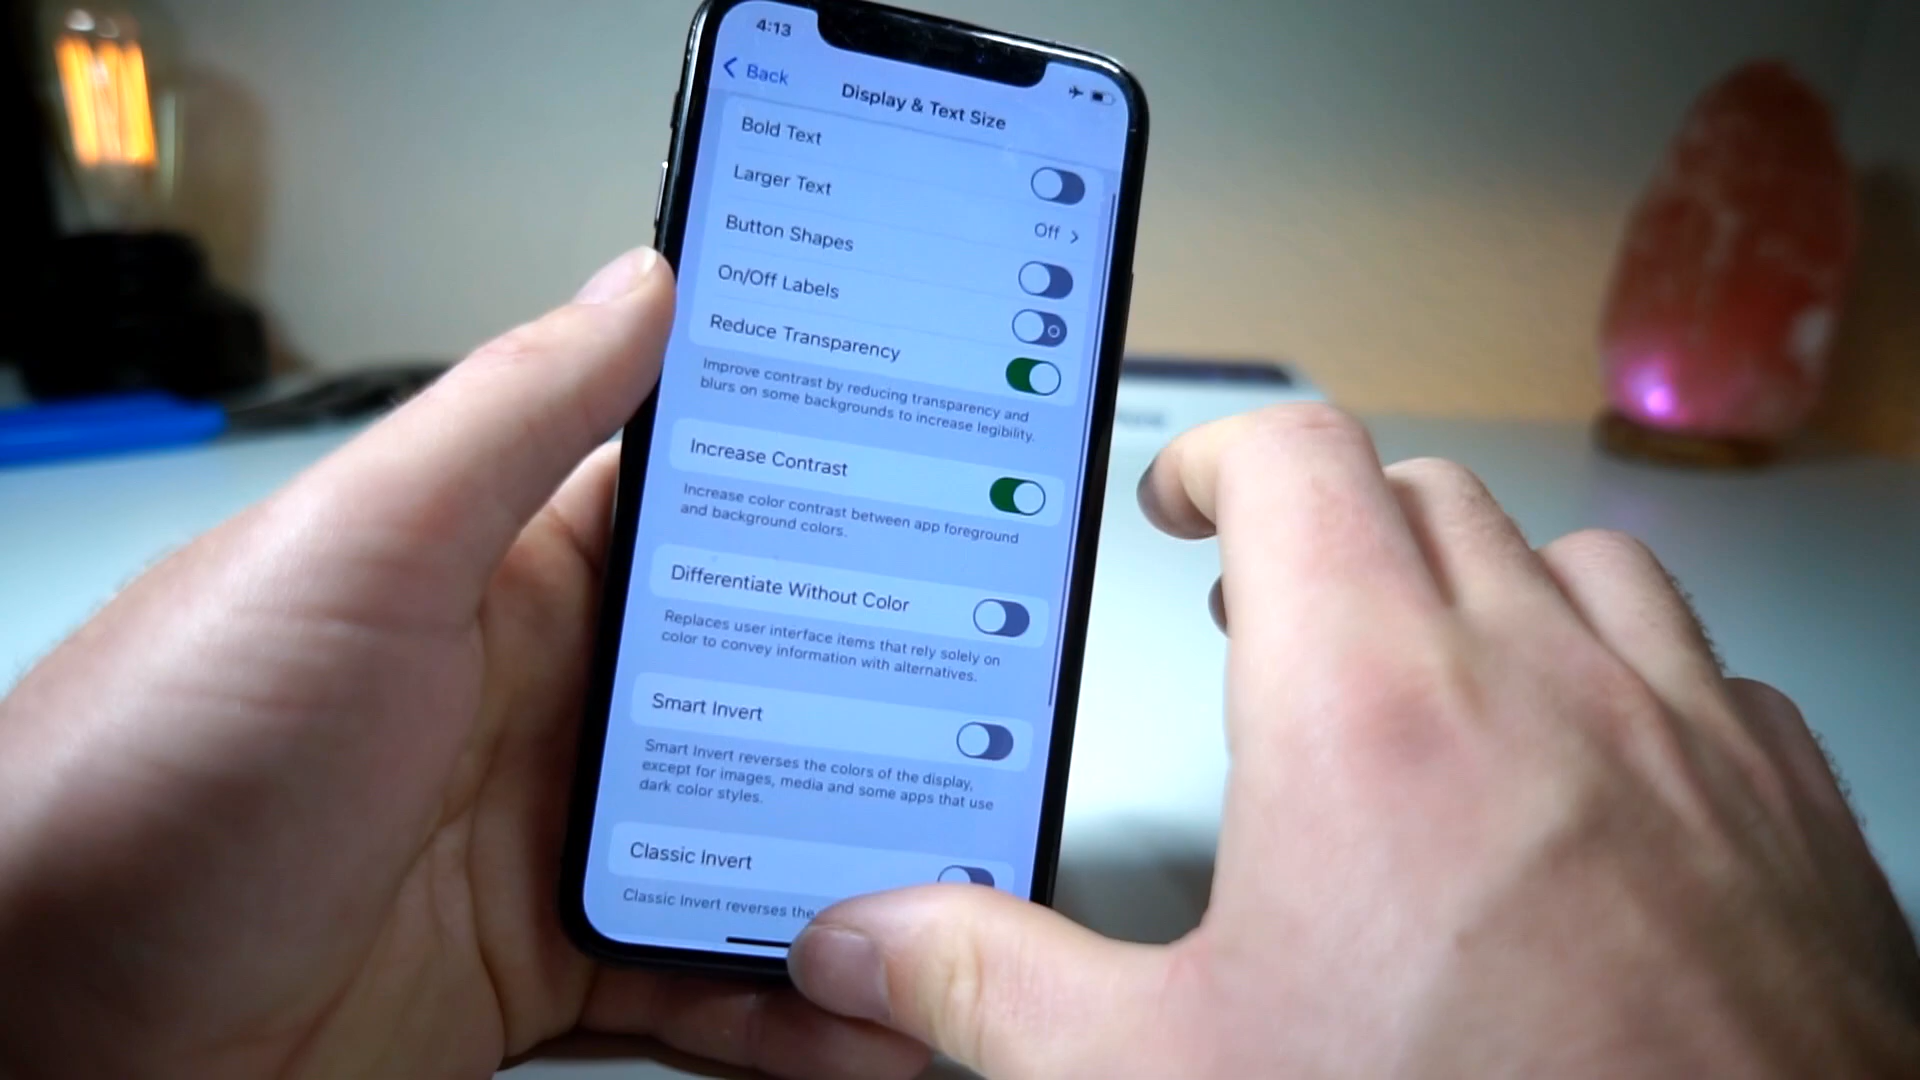 4:13
Back
Display & Text Size
Bold Text
Larger Text
Off
Button Shapes
On/Off Labels
Reduce Transparency
Improve contrast by reducing transparency and
blurs on some backgrounds to increase legibility.
Increase Contrast
Increase color contrast between app foreground
and background colors.
Differentiate Without Color
Replaces user interface items that rely solely on
color to convey information with alternatives.
Smart Invert
Smart Invert reverses the colors of the display,
except for images, media and some apps that use
dark color styles.
Classic Invert
Classic Invert reverses the